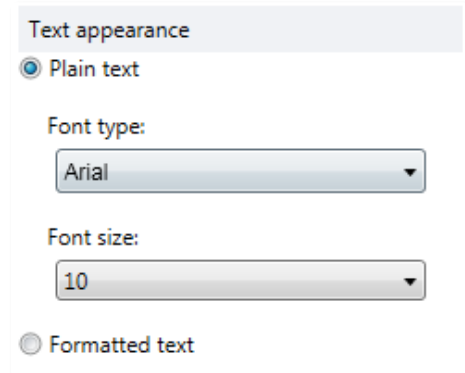 Text appearance
Plain text
Font type:
Arial
Font size:
10
Formatted text